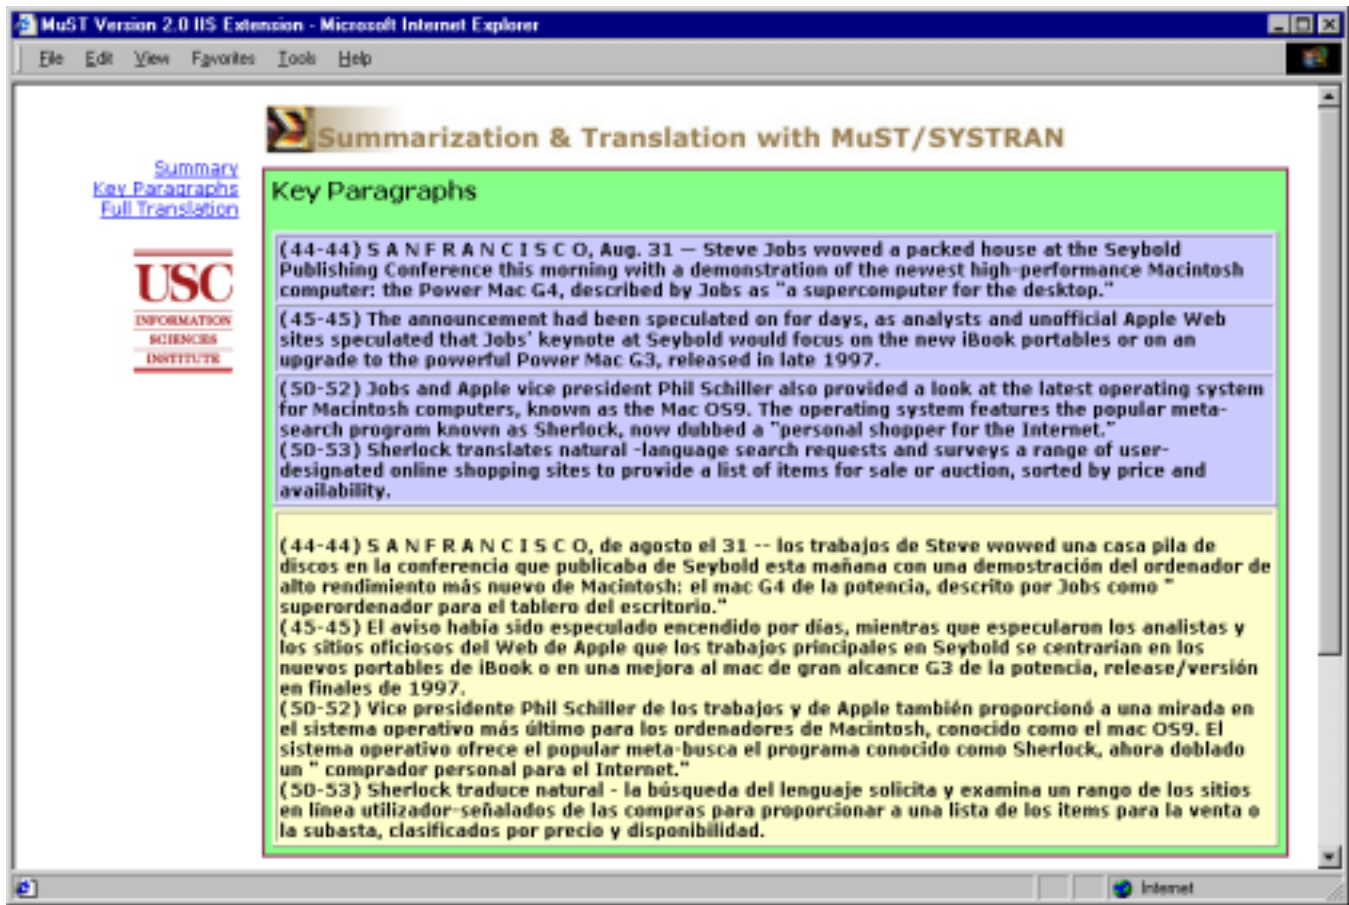 MuST Version 2.0 IIS Extension - Microsoft Internet Explorer
File Edit View Favorites Tools Help
Summarization & Translation with MuST/SYSTRAN
Summary
Key Paragraphs
Full Translation
USC
INFORMATION
SCIENCES
INSTITUTE
Key Paragraphs
(44-44) S A N F R A N C I S C O, Aug. 31 — Steve Jobs wowed a packed house at the Seybold
Publishing Conference this morning with a demonstration of the newest high-performance Macintosh
computer: the Power Mac G4, described by Jobs as "a supercomputer for the desktop."
(45-45) The announcement had been speculated on for days, as analysts and unofficial Apple Web
sites speculated that Jobs' keynote at Seybold would focus on the new iBook portables or on an
upgrade to the powerful Power Mac G3, released in late 1997.
(50-52) Jobs and Apple vice president Phil Schiller also provided a look at the latest operating system
for Macintosh computers, known as the Mac OS9. The operating system features the popular meta-
search program known as Sherlock, now dubbed a "personal shopper for the Internet."
(50-53) Sherlock translates natural -language search requests and surveys a range of user-
designated online shopping sites to provide a list of items for sale or auction, sorted by price and
availability.
(44-44) S A N F R A N C I S C O, de agosto el 31 -- los trabajos de Steve wowed una casa pila de
discos en la conferencia que publicaba de Seybold esta mañana con una demostración del ordenador de
alto rendimiento más nuevo de Macintosh: el mac G4 de la potencia, descrito por Jobs como "
superordenador para el tablero del escritorio."
(45-45) El aviso había sido especulado encendido por días, mientras que especularon los analistas y
los sitios oficiosos del Web de Apple que los trabajos principales en Seybold se centrarían en los
nuevos portables de iBook o en una mejora al mac de gran alcance G3 de la potencia, release/versión
en finales de 1997.
(50-52) Vice presidente Phil Schiller de los trabajos y de Apple también proporcionó a una mirada en
el sistema operativo más último para los ordenadores de Macintosh, conocido como el mac OS9. El
sistema operativo ofrece el popular meta-busca el programa conocido como Sherlock, ahora doblado
un " comprador personal para el Internet."
(50-53) Sherlock traduce natural - la búsqueda del lenguaje solicita y examina un rango de los sitios
en línea utilizador-señalados de las compras para proporcionar a una lista de los items para la venta o
la subasta, clasificados por precio y disponibilidad.
Internet